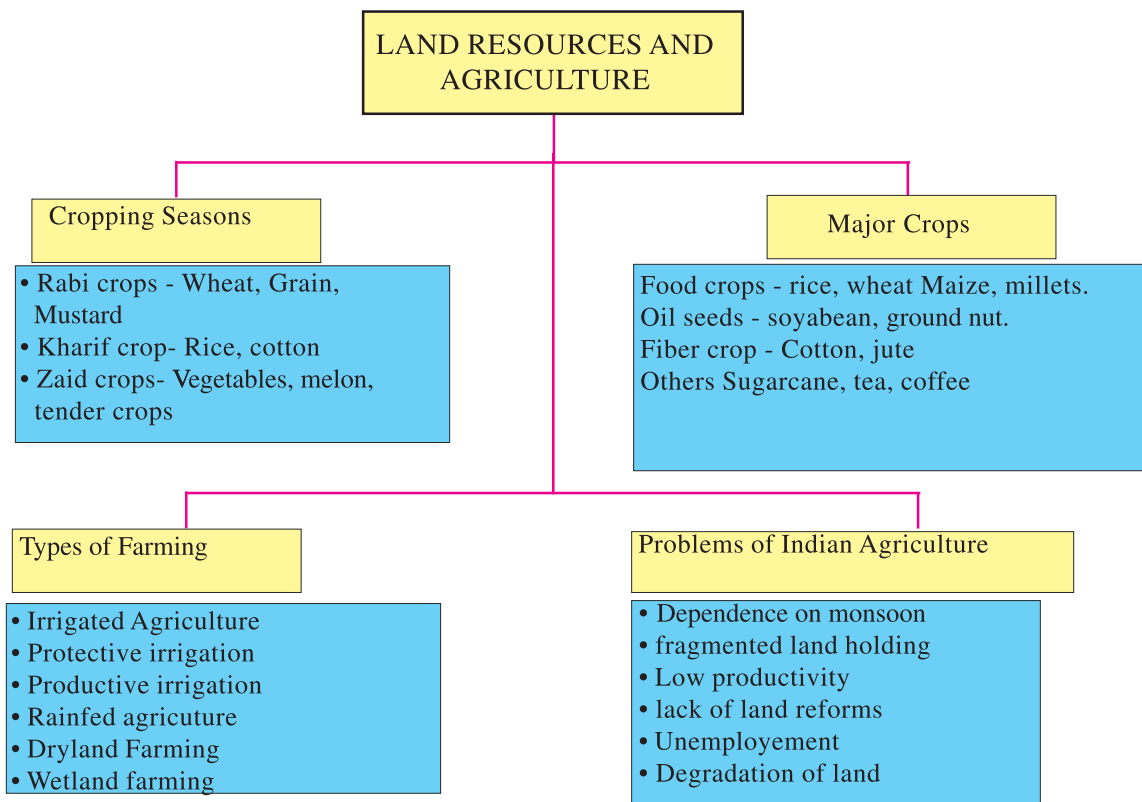 LAND RESOURCES AND
AGRICULTURE
Cropping Seasons
• Rabi crops - Wheat, Grain,
Mustard
• Kharif crop- Rice, cotton
• Zaid crops- Vegetables, melon,
tender crops
Major Crops
Food crops - rice, wheat Maize, millets.
Oil seeds - soyabean, ground nut.
Fiber crop - Cotton, jute
Others Sugarcane, tea, coffee
Types of Farming
• Irrigated Agriculture
• Protective irrigation
• Productive irrigation
• Rainfed agricuture
• Dryland Farming
• Wetland farming
Problems of Indian Agriculture
• Dependence on monsoon
• fragmented land holding
• Low productivity
• lack of land reforms
• Unemployement
• Degradation of land